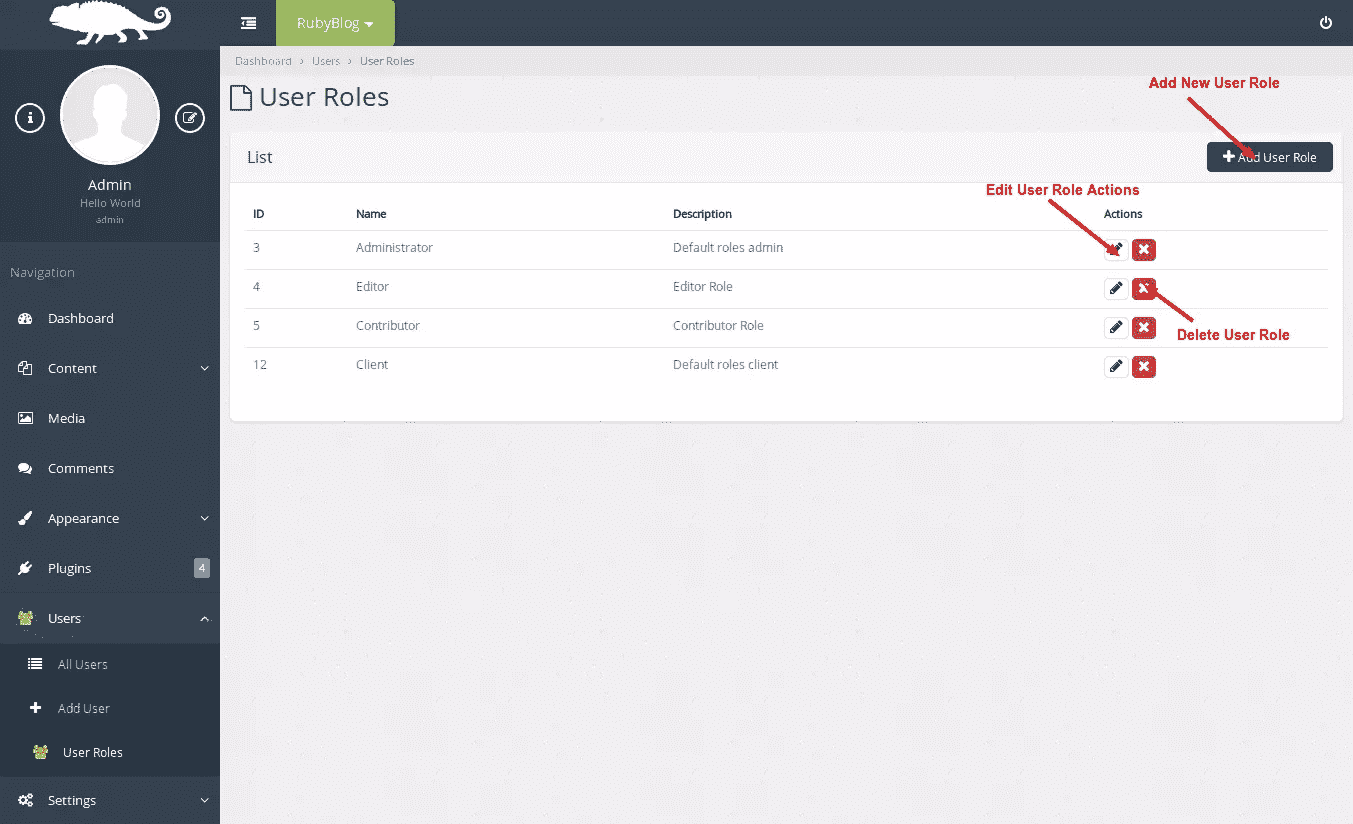 RubyBlog
Dashboard › Users › User Roles
Add New User Role
User Roles
List
Add User Role
Edit User Role Actions
ID Name Description Actions
3 Administrator Default roles admin
4 Editor Editor Role
5 Contributor Contributor Role
Delete User Role
12 Client Default roles client
Admin
Hello World
admin
Navigation
Dashboard
Content
Media
Comments
Appearance
Plugins 4
Users
All Users
Add User
User Roles
Settings